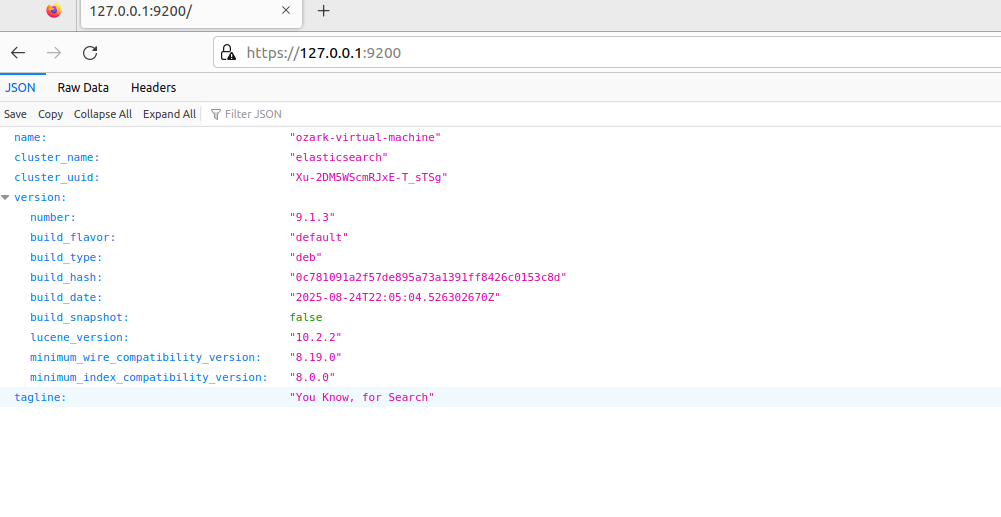 127.0.0.1:9200/
https://127.0.0.1:9200
JSON Raw Data Headers
Save Copy Collapse All Expand All Filter JSON
name: "ozark-virtual-machine"
cluster_name: "elasticsearch"
cluster_uuid: "Xu-2DM5WScmRJxE-T_sTSg"
version:
number: "9.1.3"
build_flavor: "default"
build_type: "deb"
build_hash: "0c781091a2f57de895a73a1391ff8426c0153c8d"
build_date: "2025-08-24T22:05:04.526302670Z"
build_snapshot: false
lucene_version: "10.2.2"
minimum_wire_compatibility_version: "8.19.0"
minimum_index_compatibility_version: "8.0.0"
tagline: "You Know, for Search"